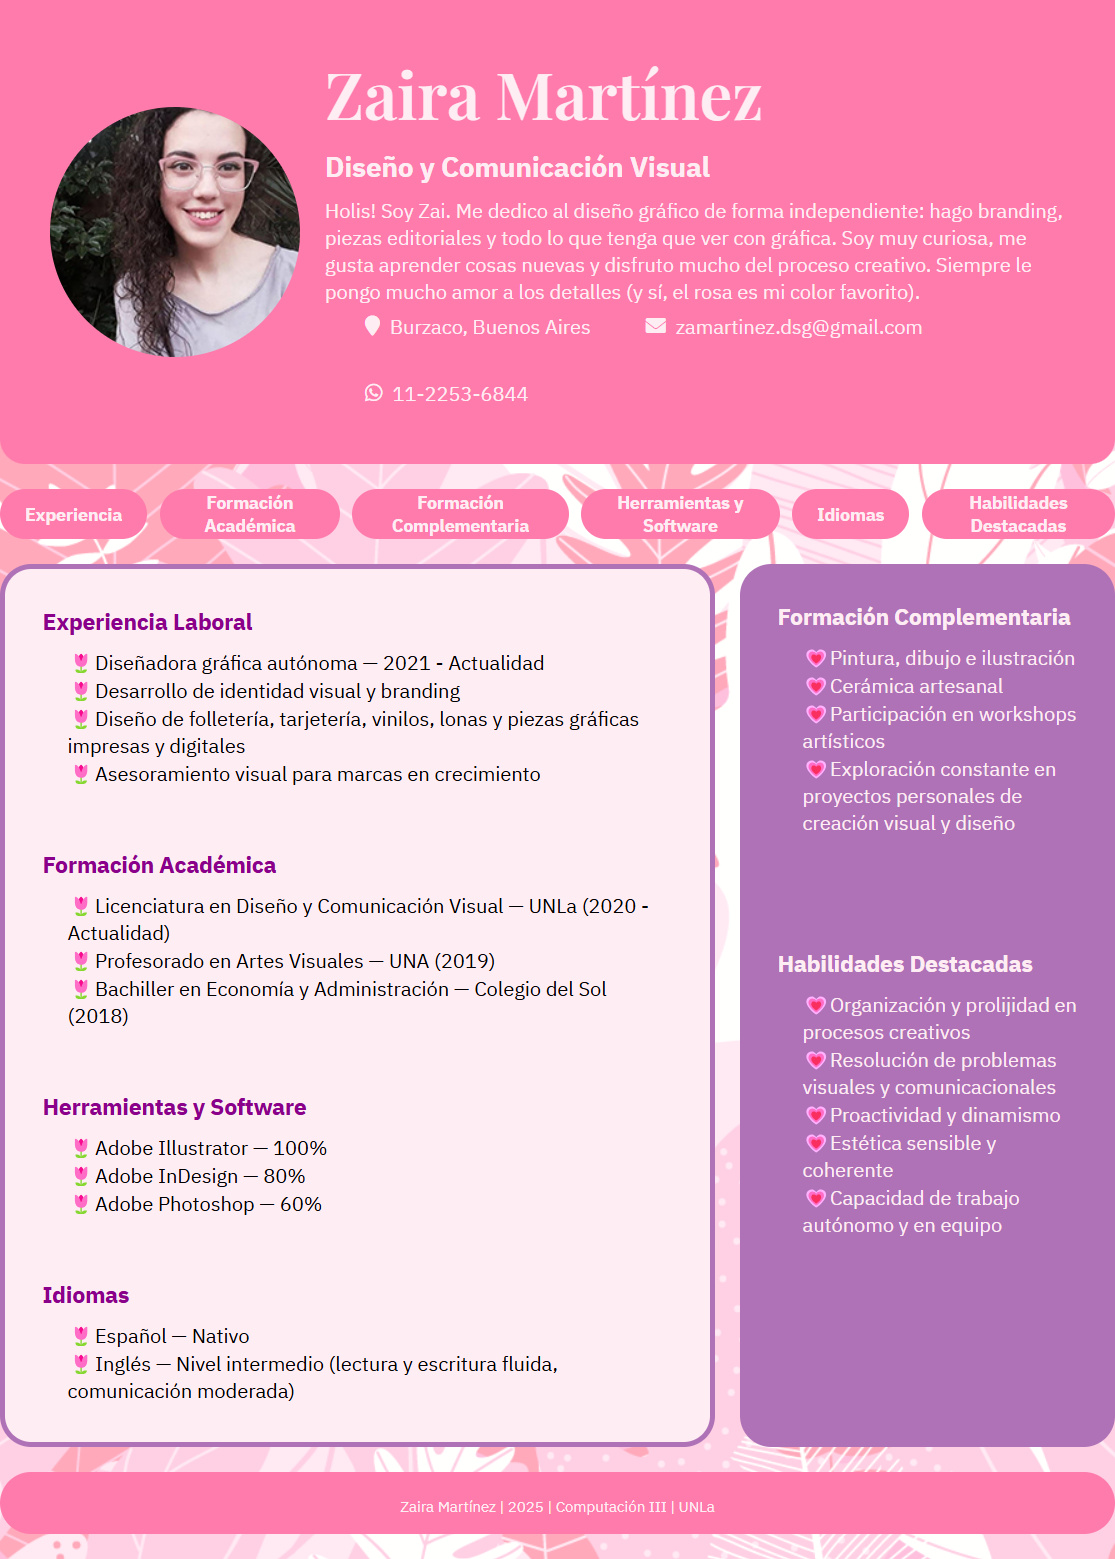 Zaira Martínez
Diseño y Comunicación Visual
Holis! Soy Zai. Me dedico al diseño gráfico de forma independiente: hago branding,
piezas editoriales y todo lo que tenga que ver con gráfica. Soy muy curiosa, me
gusta aprender cosas nuevas y disfruto mucho del proceso creativo. Siempre le
pongo mucho amor a los detalles (y sí, el rosa es mi color favorito).
Burzaco, Buenos Aires
zamartinez.dsg@gmail.com
11-2253-6844
Experiencia
Formación
Académica
Formación
Complementaria
Herramientas y
Software
Idiomas
Habilidades
Destacadas
Experiencia Laboral
Diseñadora gráfica autónoma — 2021 - Actualidad
Desarrollo de identidad visual y branding
Diseño de folletería, tarjetería, vinilos, lonas y piezas gráficas
impresas y digitales
Asesoramiento visual para marcas en crecimiento
Formación Académica
Licenciatura en Diseño y Comunicación Visual — UNLa (2020 -
Actualidad)
Profesorado en Artes Visuales — UNA (2019)
Bachiller en Economía y Administración — Colegio del Sol
(2018)
Herramientas y Software
Adobe Illustrator — 100%
Adobe InDesign — 80%
Adobe Photoshop — 60%
Idiomas
Español — Nativo
Inglés — Nivel intermedio (lectura y escritura fluida,
comunicación moderada)
Formación Complementaria
Pintura, dibujo e ilustración
Cerámica artesanal
Participación en workshops
artísticos
Exploración constante en
proyectos personales de
creación visual y diseño
Habilidades Destacadas
Organización y prolijidad en
procesos creativos
Resolución de problemas
visuales y comunicacionales
Proactividad y dinamismo
Estética sensible y
coherente
Capacidad de trabajo
autónomo y en equipo
Zaira Martínez | 2025 | Computación III | UNLa